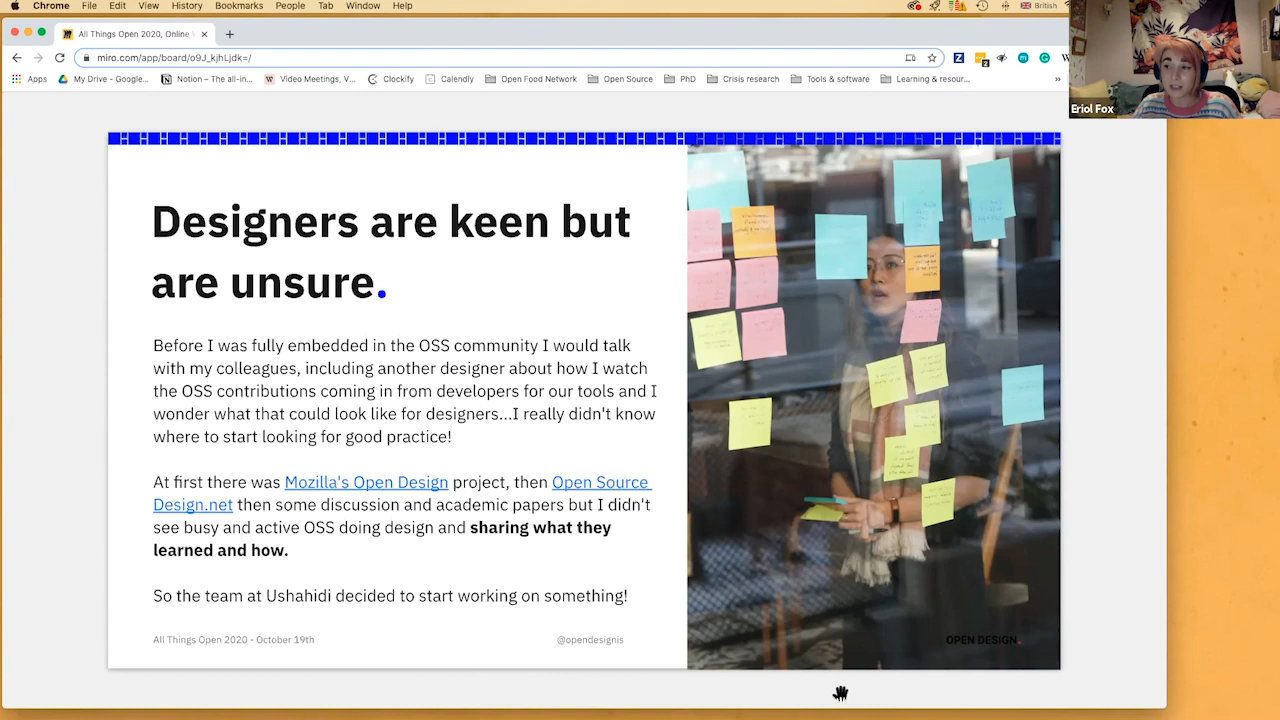 Chrome File Edit View History Bookmarks People Tab Window Help British
All Things Open 2020, Online
miro.com/app/board/o9J_kjhLjdk=/
Apps My Drive - Google... Notion – The all-in... Video Meetings, V... Clockify Calendly Open Food Network Open Source PhD Crisis research Tools & software Learning & resour... »
Eriol Fox
Designers are keen but
are unsure.
Before I was fully embedded in the OSS community I would talk
with my colleagues, including another designer about how I watch
the OSS contributions coming in from developers for our tools and I
wonder what that could look like for designers...I really didn't know
where to start looking for good practice!
At first there was Mozilla's Open Design project, then Open Source
Design.net then some discussion and academic papers but I didn't
see busy and active OSS doing design and sharing what they
learned and how.
So the team at Ushahidi decided to start working on something!
All Things Open 2020 - October 19th
@opendesignis
OPEN DESIGN.